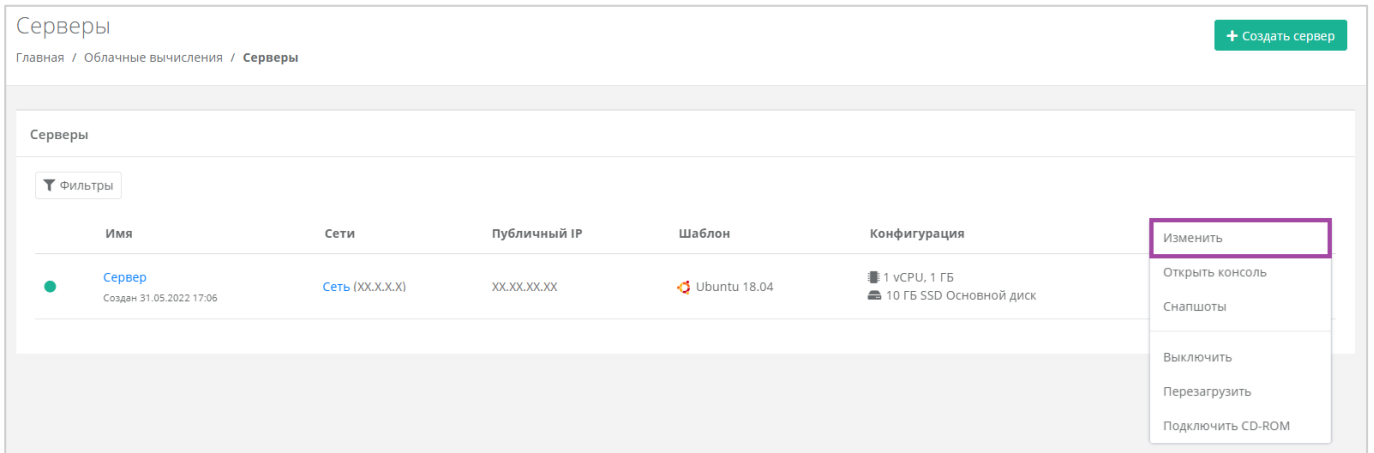 Серверы
+ Создать сервер
Главная / Облачные вычисления / Серверы
Серверы
Фильтры
Имя Сети Публичный IP Шаблон Конфигурация
Сервер
Создан 31.05.2022 17:06
Сеть (XX.X.X.X)
XX.XX.XX.XX
Ubuntu 18.04
1 vCPU, 1 ГБ
10 ГБ SSD Основной диск
Изменить
Открыть консоль
Снапшоты
Выключить
Перезагрузить
Подключить CD-ROM